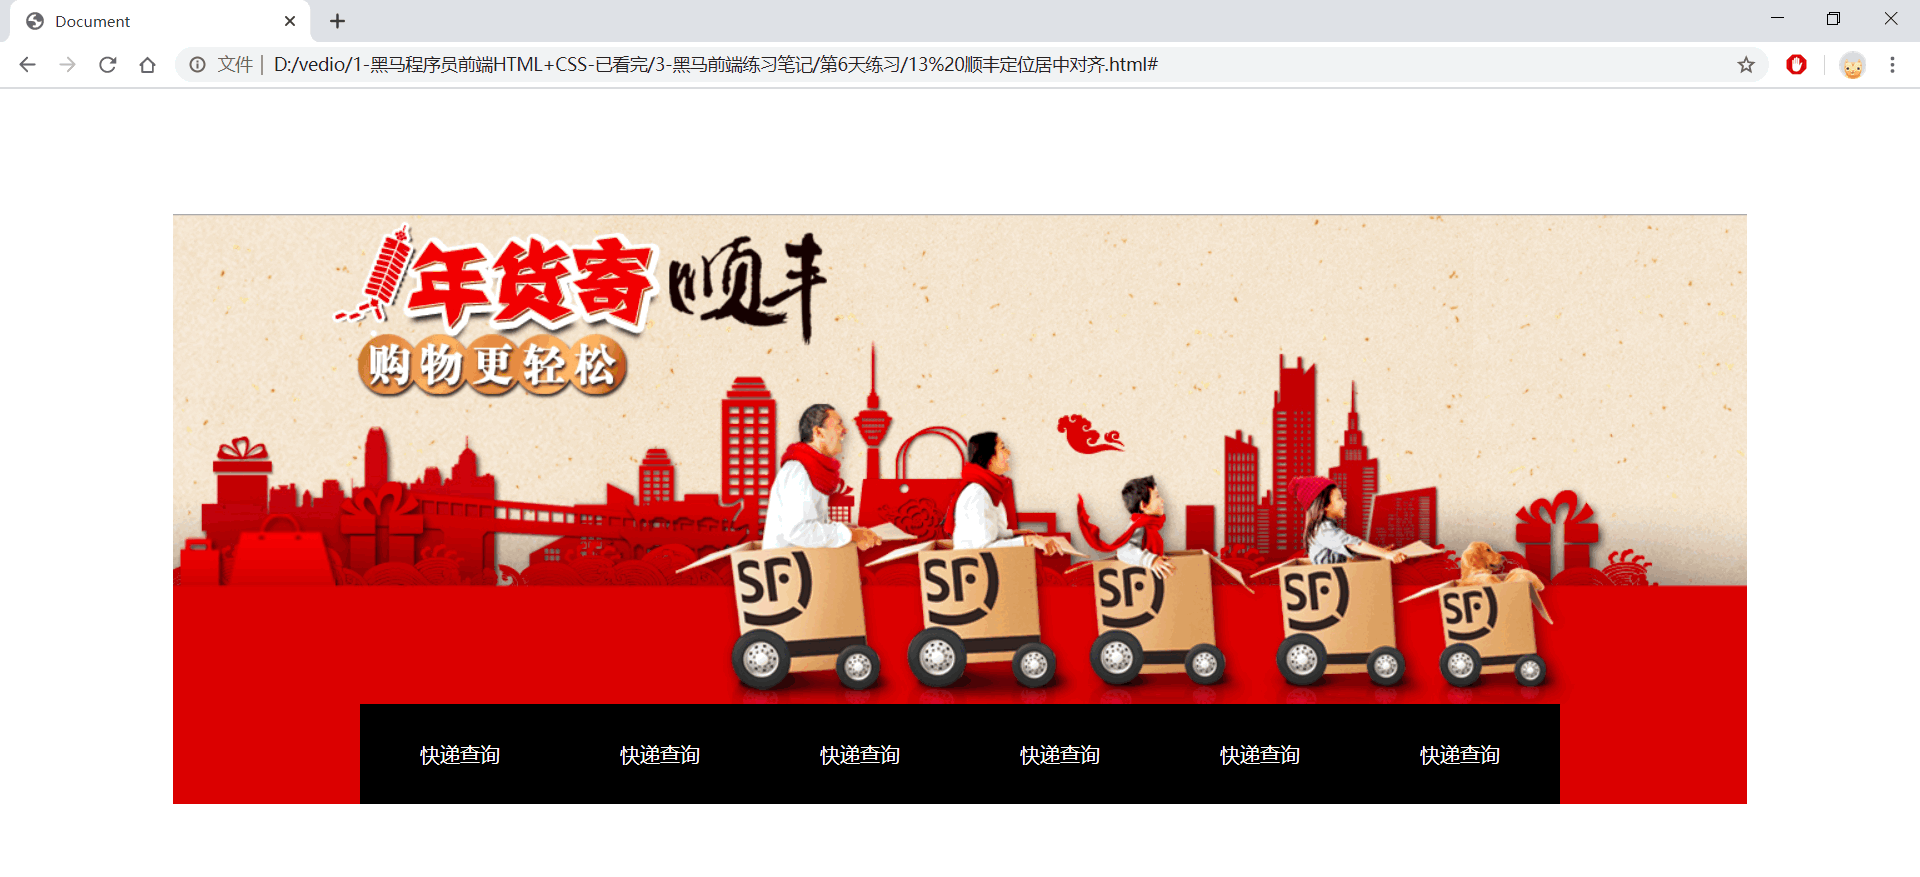 Document
文件 | D:/vedio/1-黑马程序员前端HTML+CSS-已看完/3-黑马前端练习笔记/第6天练习/13%20顺丰定位居中对齐.html#
年货寄 顺丰
购物更轻松
SF SF SF SF SF
快递查询 快递查询 快递查询 快递查询 快递查询 快递查询